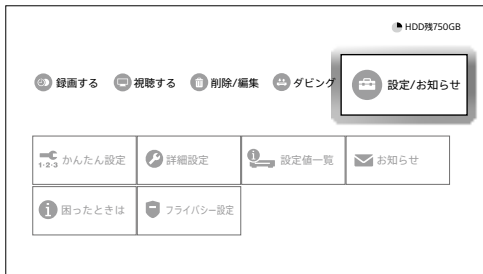 HDD残750GB
録画する 視聴する 削除/編集 ダビング 設定/お知らせ
1・2・3 かんたん設定 詳細設定 設定値一覧 お知らせ
困ったときは フライバシー設定